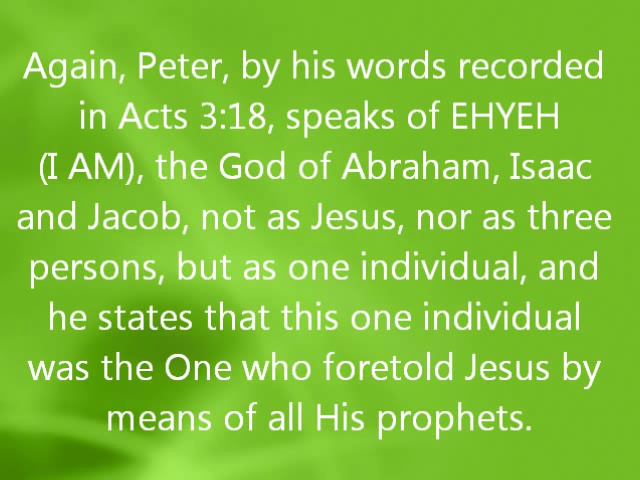 Again, Peter, by his words recorded
in Acts 3:18, speaks of EHYEH
(I AM), the God of Abraham, Isaac
and Jacob, not as Jesus, nor as three
persons, but as one individual, and
he states that this one individual
was the One who foretold Jesus by
means of all His prophets.